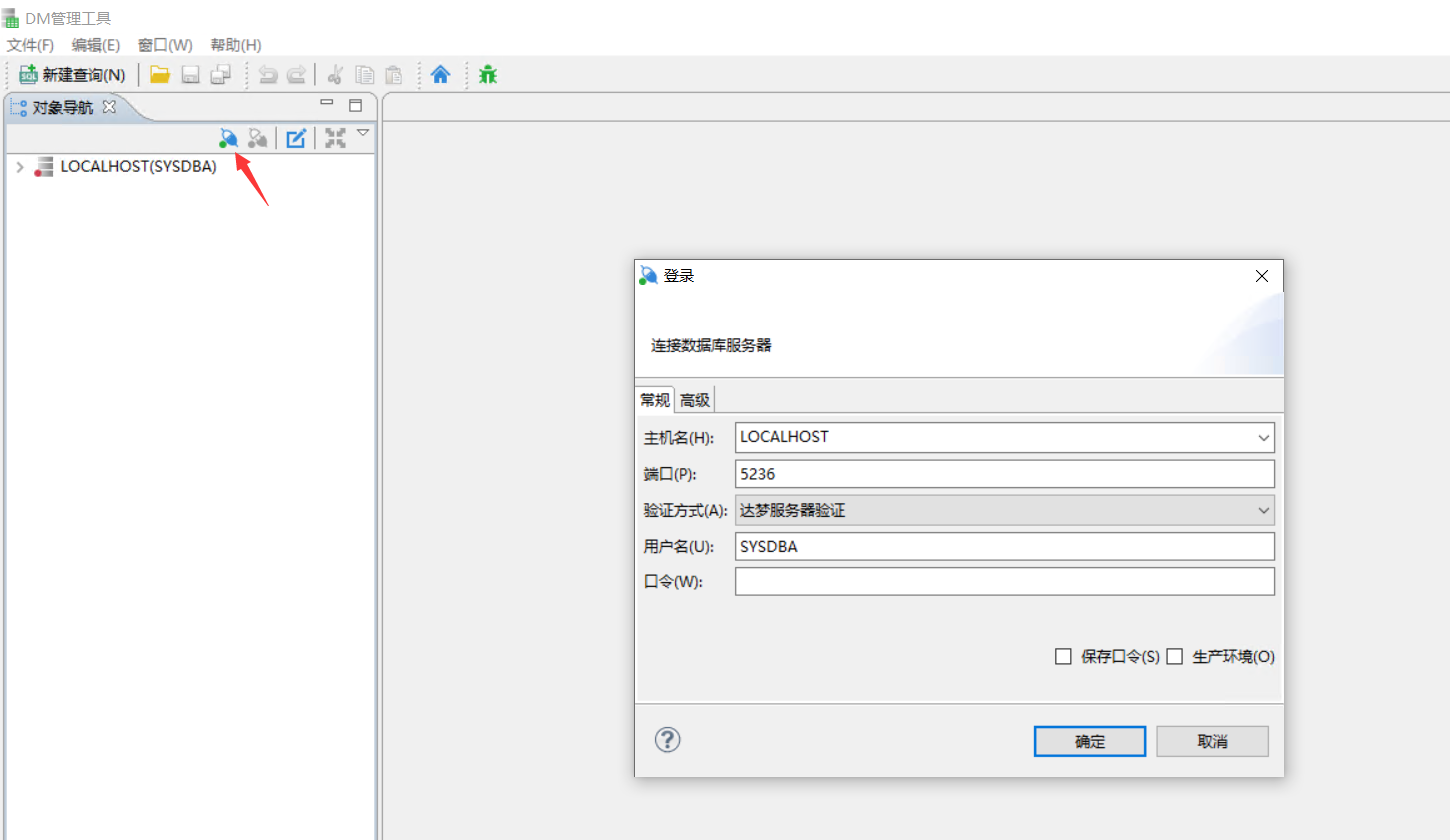 DM管理工具
文件(F) 编辑(E) 窗口(W) 帮助(H)
SQL 新建查询(N)
对象导航
LOCALHOST(SYSDBA)
登录
连接数据库服务器
常规 高级
主机名(H): LOCALHOST
端口(P): 5236
验证方式(A): 达梦服务器验证
用户名(U): SYSDBA
口令(W):
保存口令(S) 生产环境(O)
? 确定 取消